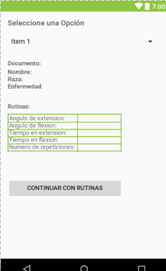 7:00
Seleccione una Opción
Item 1
Documento:
Nombre:
Raza:
Enfermedad:
Rutinas:
Angulo de extension:
Angulo de flexion:
Tiempo en extension:
Tiempo en flexion:
Numero de repeticiones:
CONTINUAR CON RUTINAS